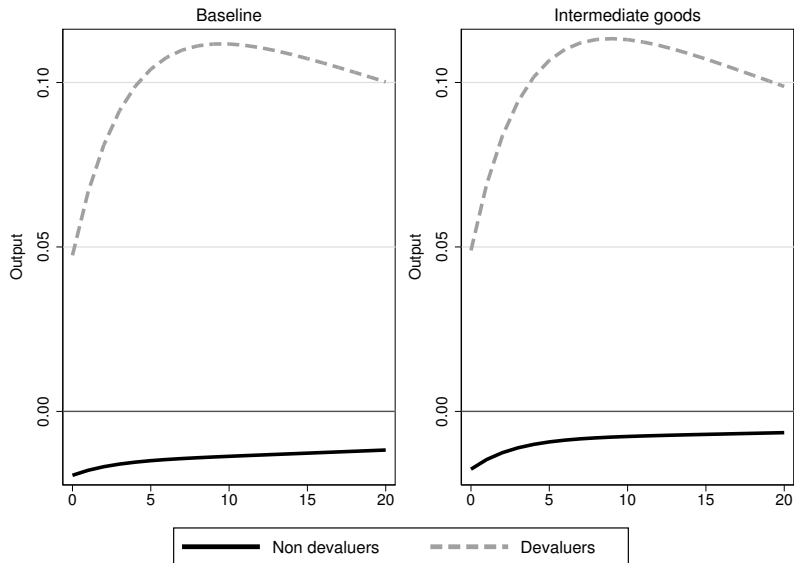 Baseline
Output
0.10
0.05
0.00
0 5 10 15 20
Intermediate goods
Output
0.10
0.05
0.00
0 5 10 15 20
Non devaluers Devaluers